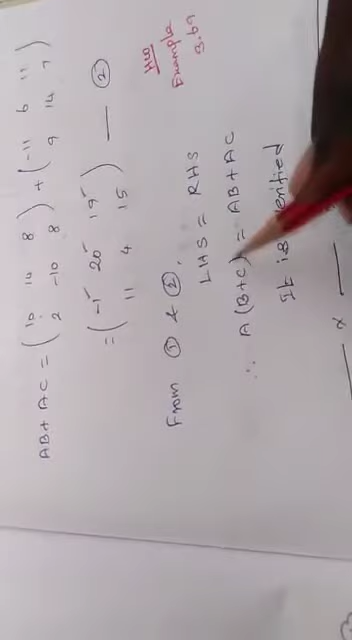 AB + AC = ( 10 14 8 ) + ( -11 6 11 )
2 -10 8 9 14 7
= ( -1 20 19 ) — ②
11 4 15
H.W
Example
3.69
From ① & ②,
LHS = RHS
∴ A(B+C) = AB + AC
It is verified
x